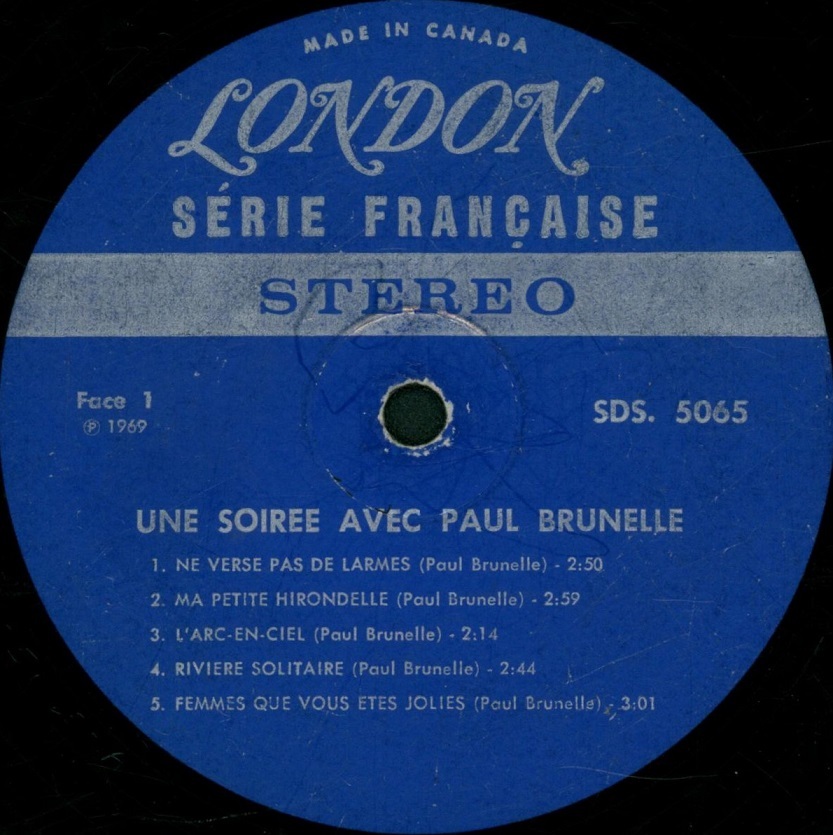 MADE IN CANADA
LONDON
SÉRIE FRANÇAISE
STEREO
Face 1
℗ 1969
SDS. 5065
UNE SOIREE AVEC PAUL BRUNELLE
1. NE VERSE PAS DE LARMES (Paul Brunelle) - 2:50
2. MA PETITE HIRONDELLE (Paul Brunelle) - 2:59
3. L'ARC-EN-CIEL (Paul Brunelle) - 2:14
4. RIVIERE SOLITAIRE (Paul Brunelle) - 2:44
5. FEMMES QUE VOUS ETES JOLIES (Paul Brunelle) - 3:01